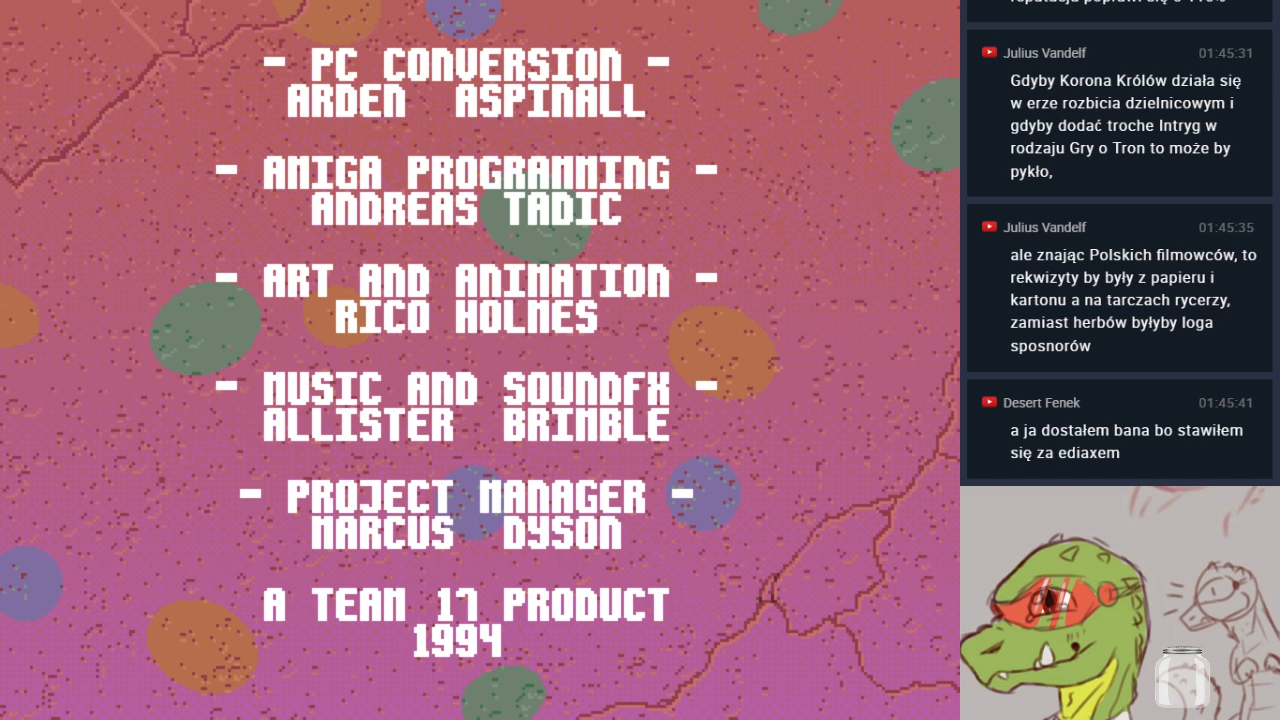 - PC CONVERSION -
ARDEN ASPINALL
- AMIGA PROGRAMMING -
ANDREAS TADIC
- ART AND ANIMATION -
RICO HOLMES
- MUSIC AND SOUNDFX -
ALLISTER BRIMBLE
- PROJECT MANAGER -
MARCUS DYSON
A TEAM 17 PRODUCT
1994
Julius Vandelf 01:45:31
Gdyby Korona Królów działa się
w erze rozbicia dzielnicowym i
gdyby dodać troche Intryg w
rodzaju Gry o Tron to może by
pykło,
Julius Vandelf 01:45:35
ale znając Polskich filmowców, to
rekwizyty by były z papieru i
kartonu a na tarczach rycerzy,
zamiast herbów byłyby loga
sposnorów
Desert Fenek 01:45:41
a ja dostałem bana bo stawiłem
się za ediaxem